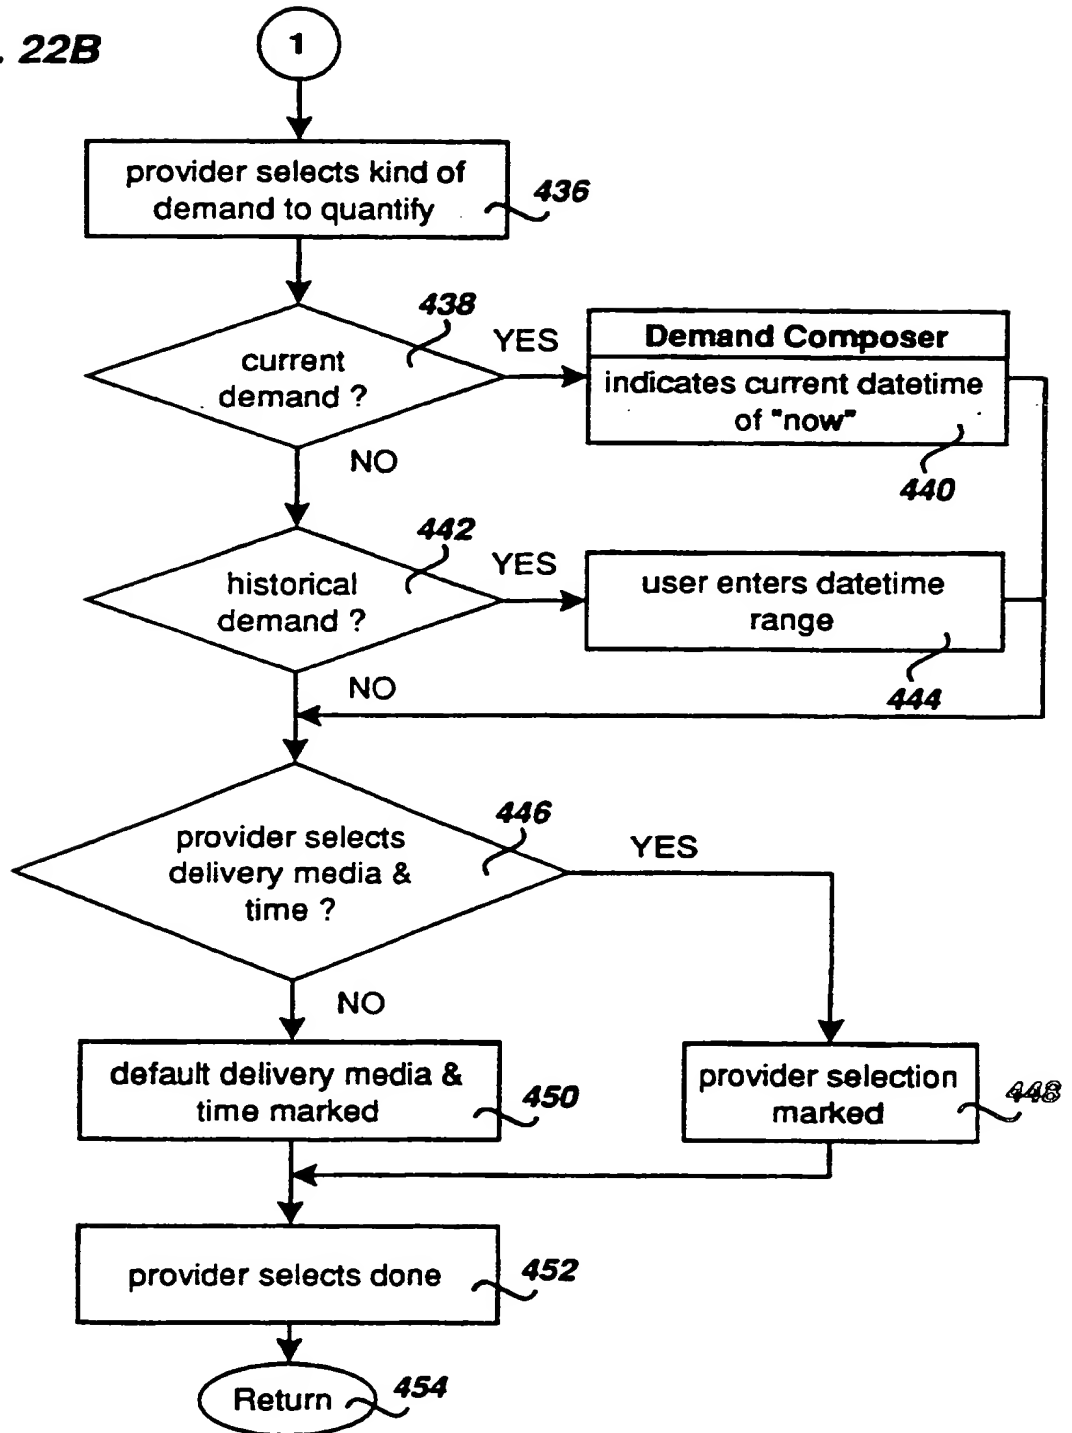 . 22B
1
provider selects kind of
demand to quantify
436
438
current
demand ?
YES
Demand Composer
indicates current datetime
of "now"
440
NO
442
historical
demand ?
YES
user enters datetime
range
444
NO
446
provider selects
delivery media &
time ?
YES
NO
default delivery media &
time marked
450
provider selection
marked
448
provider selects done
452
Return
454